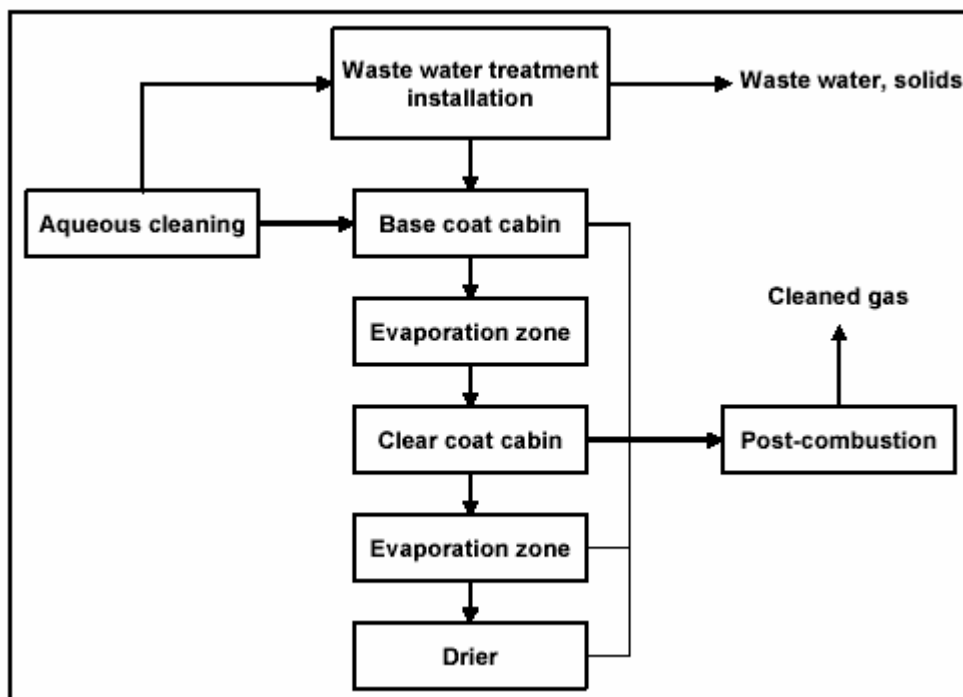 Waste water treatment
installation
Waste water, solids
Aqueous cleaning
Base coat cabin
Evaporation zone
Cleaned gas
Clear coat cabin
Post-combustion
Evaporation zone
Drier